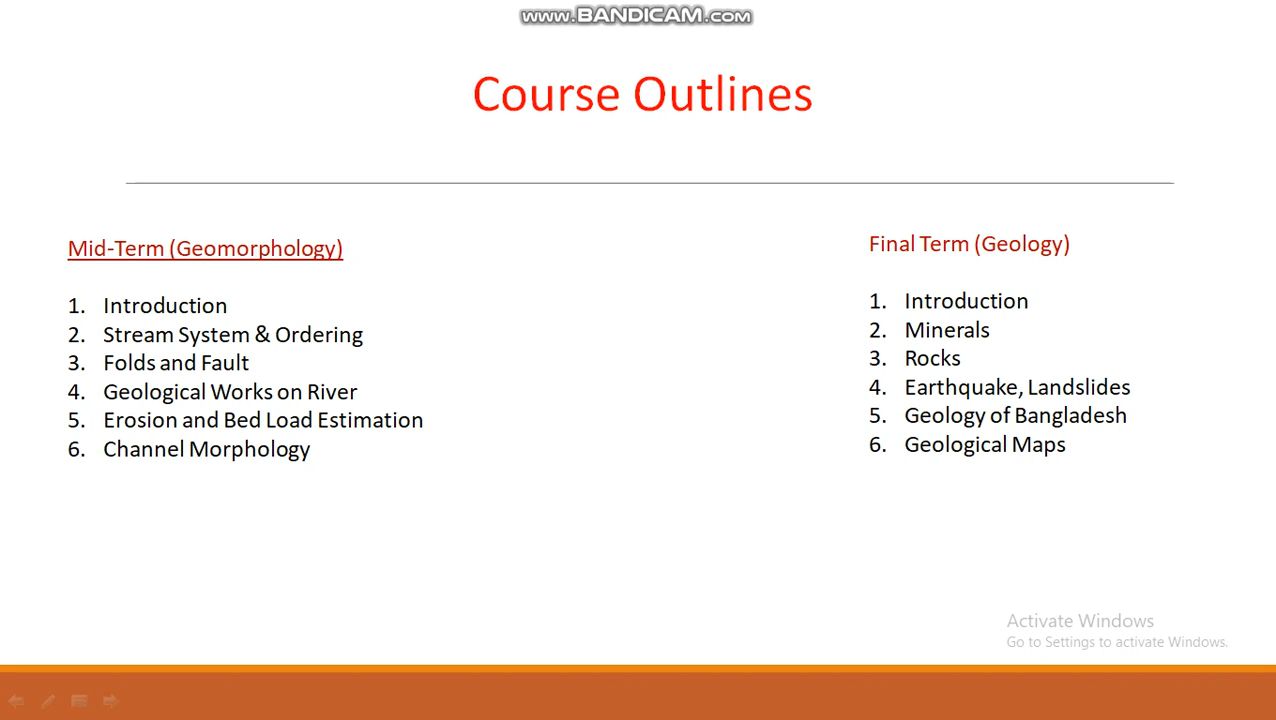 www.BANDICAM.com
Course Outlines
Mid-Term (Geomorphology)
1. Introduction
2. Stream System & Ordering
3. Folds and Fault
4. Geological Works on River
5. Erosion and Bed Load Estimation
6. Channel Morphology
Final Term (Geology)
1. Introduction
2. Minerals
3. Rocks
4. Earthquake, Landslides
5. Geology of Bangladesh
6. Geological Maps
Activate Windows
Go to Settings to activate Windows.